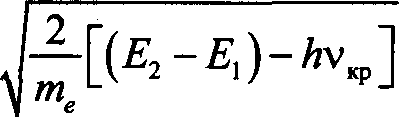 √(2/mₑ [(E₂ − E₁) − hν_кр])